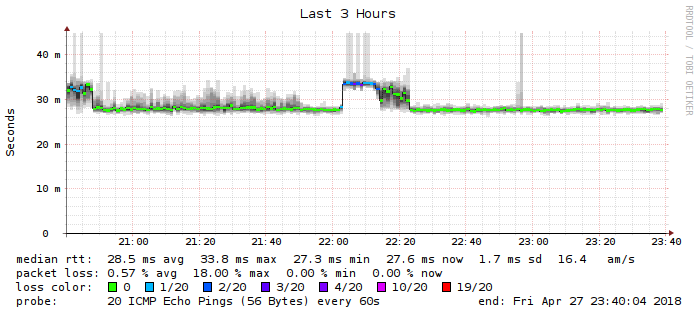 Last 3 Hours
RRDTOOL / TOBI OETIKER
Seconds
40 m
30 m
20 m
10 m
0
21:00 21:20 21:40 22:00 22:20 22:40 23:00 23:20 23:40
median rtt: 28.5 ms avg 33.8 ms max 27.3 ms min 27.6 ms now 1.7 ms sd 16.4 am/s
packet loss: 0.57 % avg 18.00 % max 0.00 % min 0.00 % now
loss color: 0 1/20 2/20 3/20 4/20 10/20 19/20
probe: 20 ICMP Echo Pings (56 Bytes) every 60s end: Fri Apr 27 23:40:04 2018